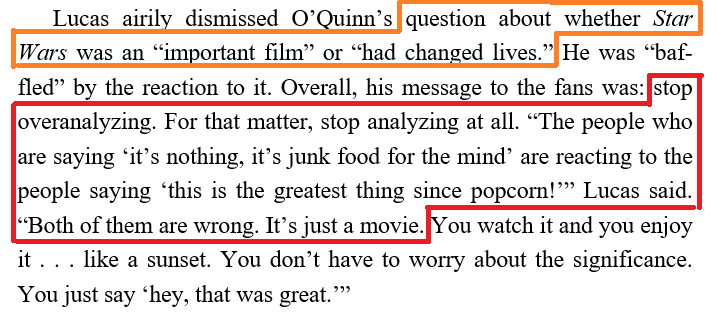 Lucas airily dismissed O’Quinn’s question about whether Star
Wars was an “important film” or “had changed lives.” He was “baf-
fled” by the reaction to it. Overall, his message to the fans was: stop
overanalyzing. For that matter, stop analyzing at all. “The people who
are saying ‘it’s nothing, it’s junk food for the mind’ are reacting to the
people saying ‘this is the greatest thing since popcorn!’” Lucas said.
“Both of them are wrong. It’s just a movie. You watch it and you enjoy
it . . . like a sunset. You don’t have to worry about the significance.
You just say ‘hey, that was great.’”